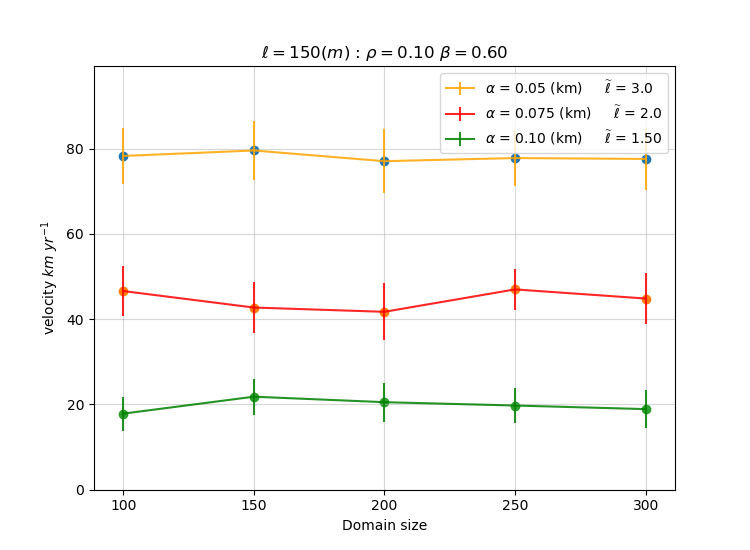 ℓ = 150(m) : ρ = 0.10 β = 0.60
α = 0.05 (km) ℓ̃ = 3.0
α = 0.075 (km) ℓ̃ = 2.0
α = 0.10 (km) ℓ̃ = 1.50
velocity km yr⁻¹
80
60
40
20
0
100 150 200 250 300
Domain size